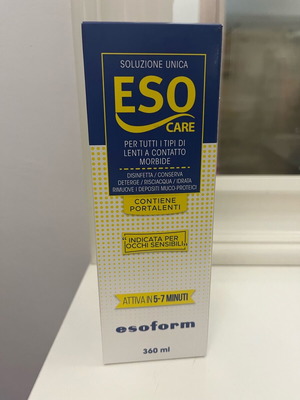 SOLUZIONE UNICA
ESO
CARE
PER TUTTI I TIPI DI
LENTI A CONTATTO
MORBIDE
DISINFETTA / CONSERVA
DETERGE / RISCIACQUA / IDRATA
RIMUOVE I DEPOSITI MUCO-PROTEICI
CONTIENE
PORTALENTI
"INDICATA PER
OCCHI SENSIBILI"
ATTIVA IN 5-7 MINUTI
esoform
360 ml